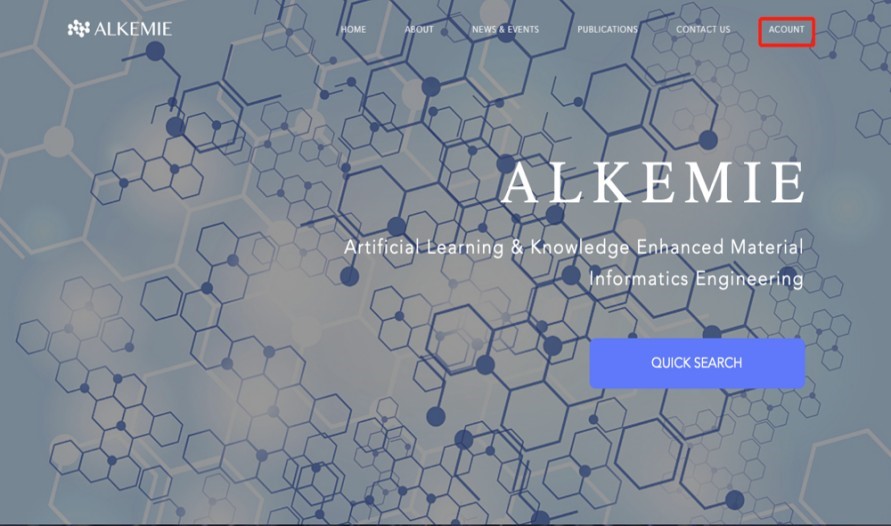 ALKEMIE
HOME ABOUT NEWS & EVENTS PUBLICATIONS CONTACT US ACOUNT
ALKEMIE
Artificial Learning & Knowledge Enhanced Material
Informatics Engineering
QUICK SEARCH